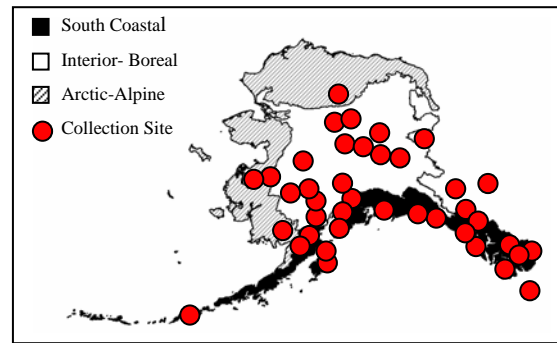 South Coastal
Interior- Boreal
Arctic-Alpine
Collection Site